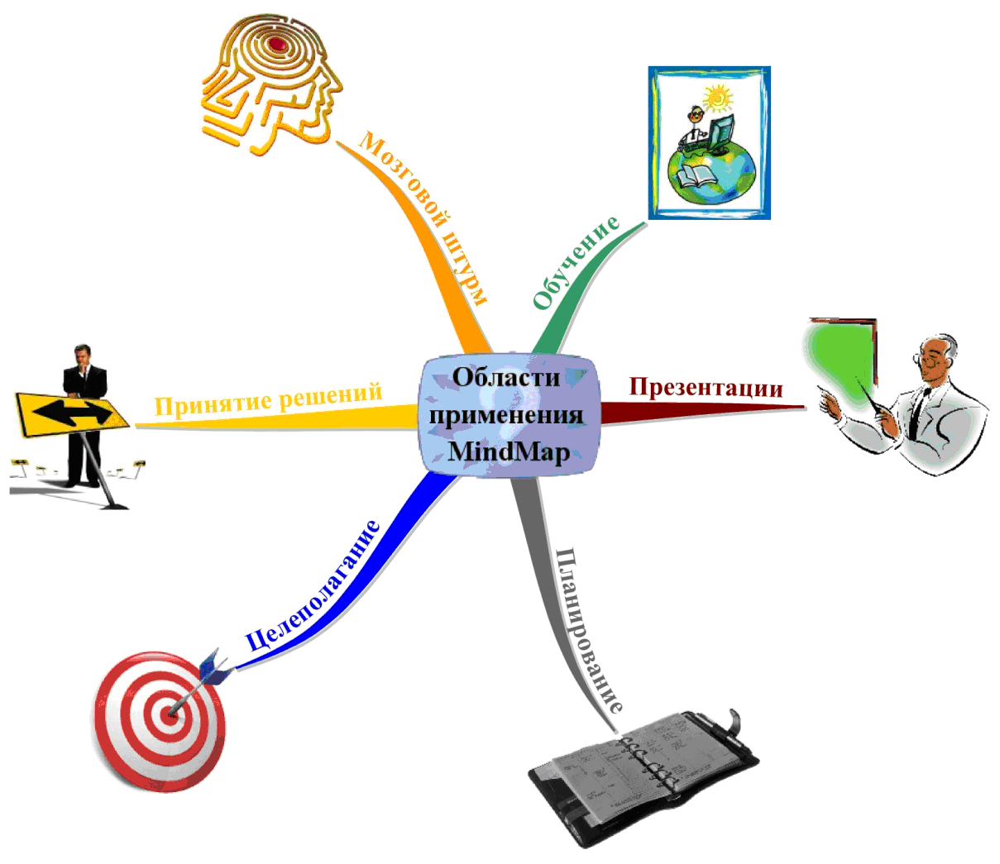 Мозговой штурм
Обучение
Принятие решений
Области
применения
MindMap
Презентации
Целеполагание
Планирование